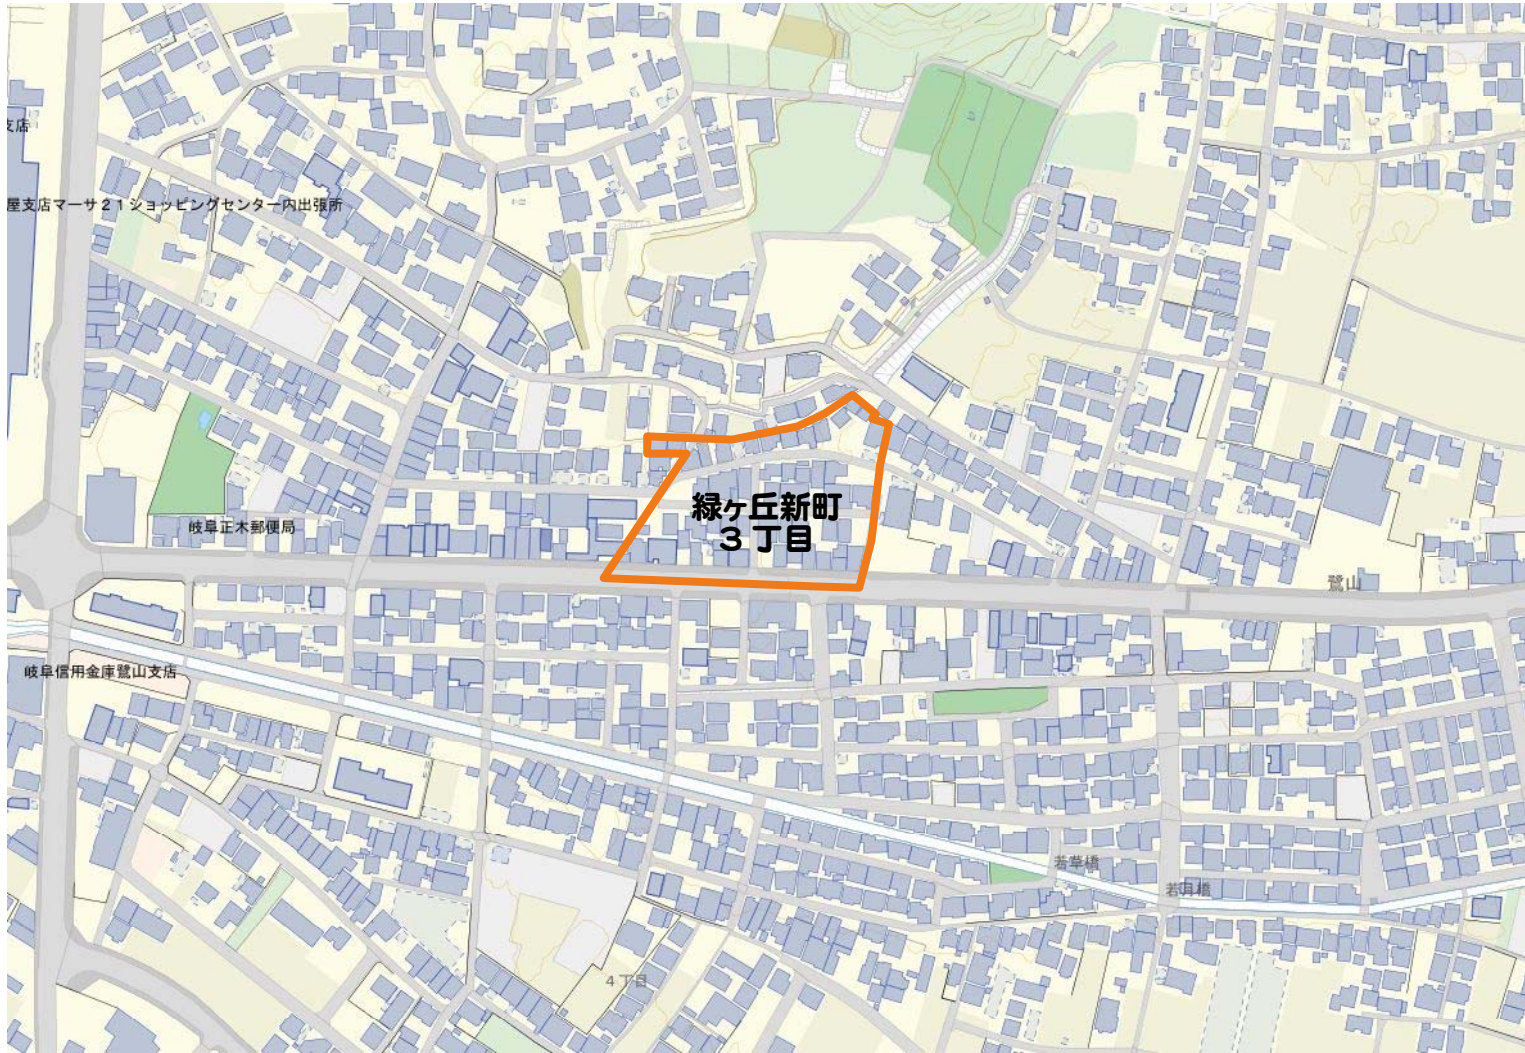 支店
屋支店マーサ21ショッピングセンター内出張所
緑ヶ丘新町
3丁目
岐阜正木郵便局
鷺山
岐阜信用金庫鷺山支店
若草橋
若月橋
4丁目